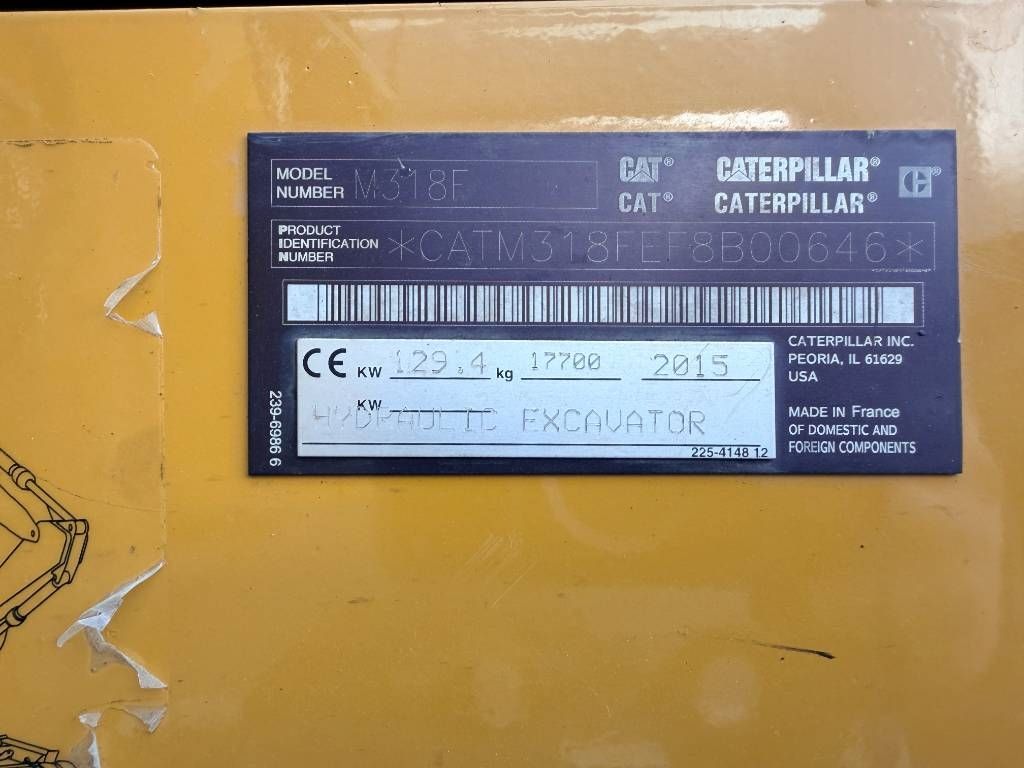 MODEL NUMBER M318F
CAT® CATERPILLAR® C
CAT® CATERPILLAR®
PRODUCT IDENTIFICATION NUMBER *CATM318FEF8B00646*
CE KW 129.4 kg 17700 2015
KW
HYDRAULIC EXCAVATOR
225-4148 12
239-6986 6
CATERPILLAR INC.
PEORIA, IL 61629
USA
MADE IN France
OF DOMESTIC AND
FOREIGN COMPONENTS